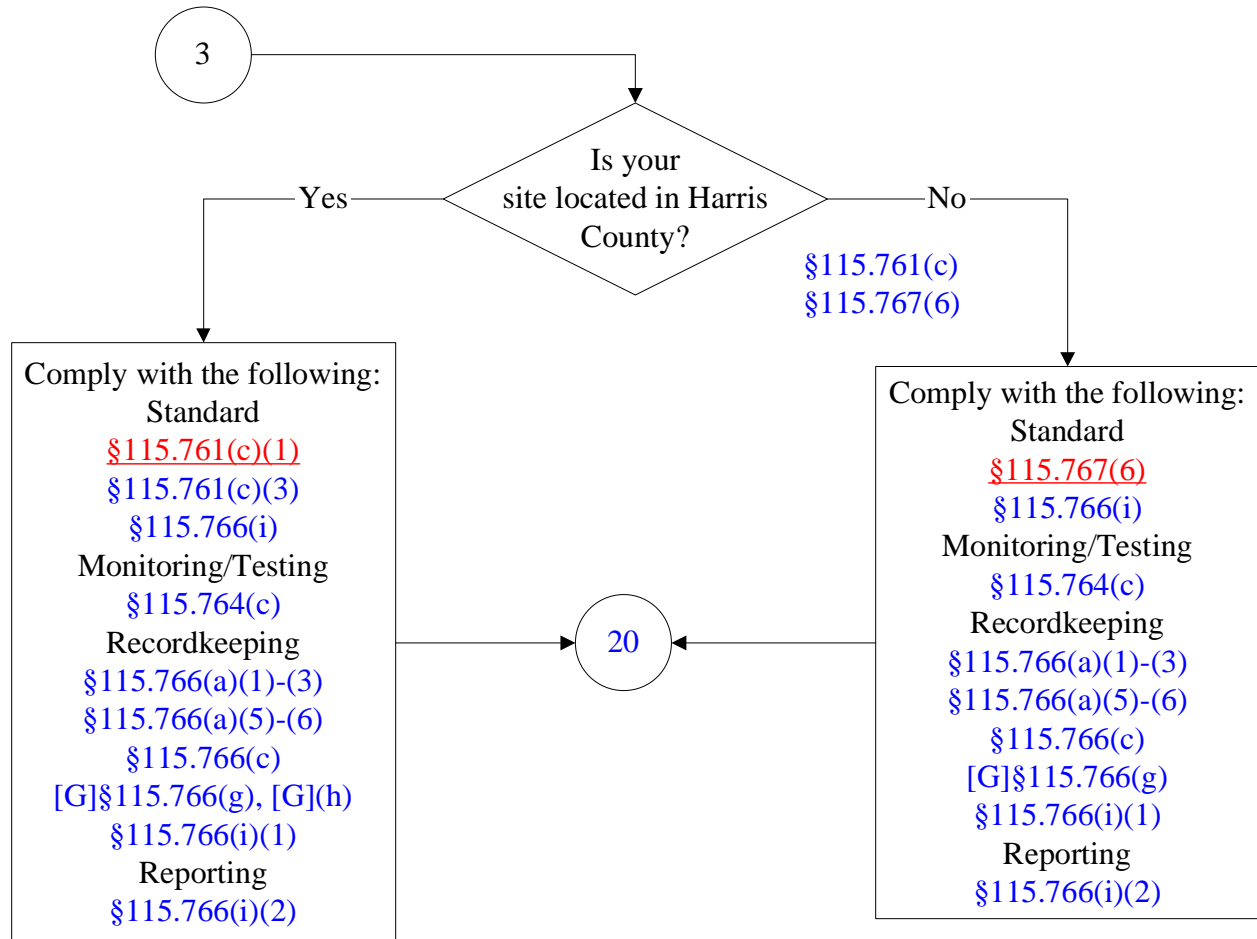 3
Is your
site located in Harris
County?
Yes
No
§115.761(c)
§115.767(6)
Comply with the following:
Standard
§115.761(c)(1)
§115.761(c)(3)
§115.766(i)
Monitoring/Testing
§115.764(c)
Recordkeeping
§115.766(a)(1)-(3)
§115.766(a)(5)-(6)
§115.766(c)
[G]§115.766(g), [G](h)
§115.766(i)(1)
Reporting
§115.766(i)(2)
20
Comply with the following:
Standard
§115.767(6)
§115.766(i)
Monitoring/Testing
§115.764(c)
Recordkeeping
§115.766(a)(1)-(3)
§115.766(a)(5)-(6)
§115.766(c)
[G]§115.766(g)
§115.766(i)(1)
Reporting
§115.766(i)(2)